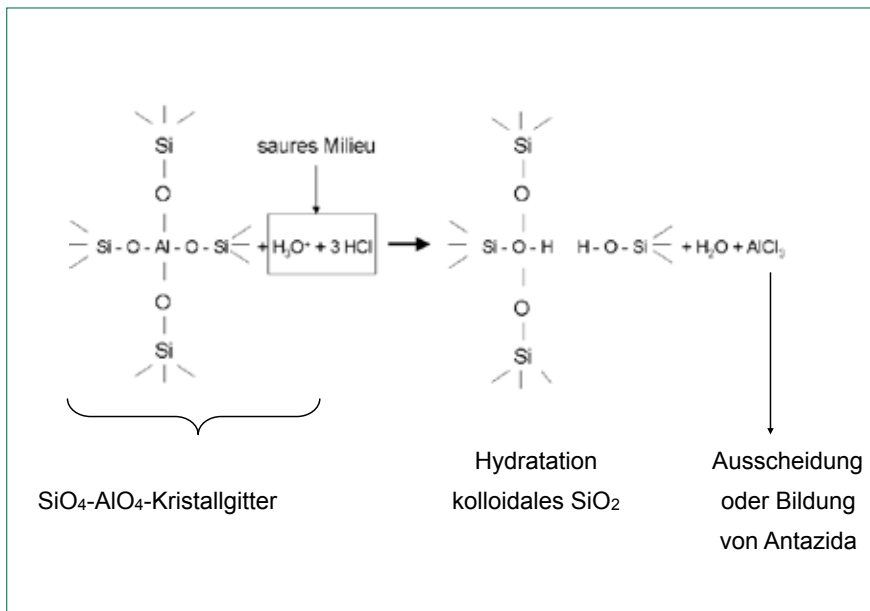 Si
O
Si - O - Al - O - Si + H₃O⁺ + 3 HCl
O
Si
saures Milieu
Si
O
Si - O - H   H - O - Si + H₂O + AlCl₃
O
Si
SiO₄-AlO₄-Kristallgitter
Hydratation
kolloidales SiO₂
Ausscheidung
oder Bildung
von Antazida